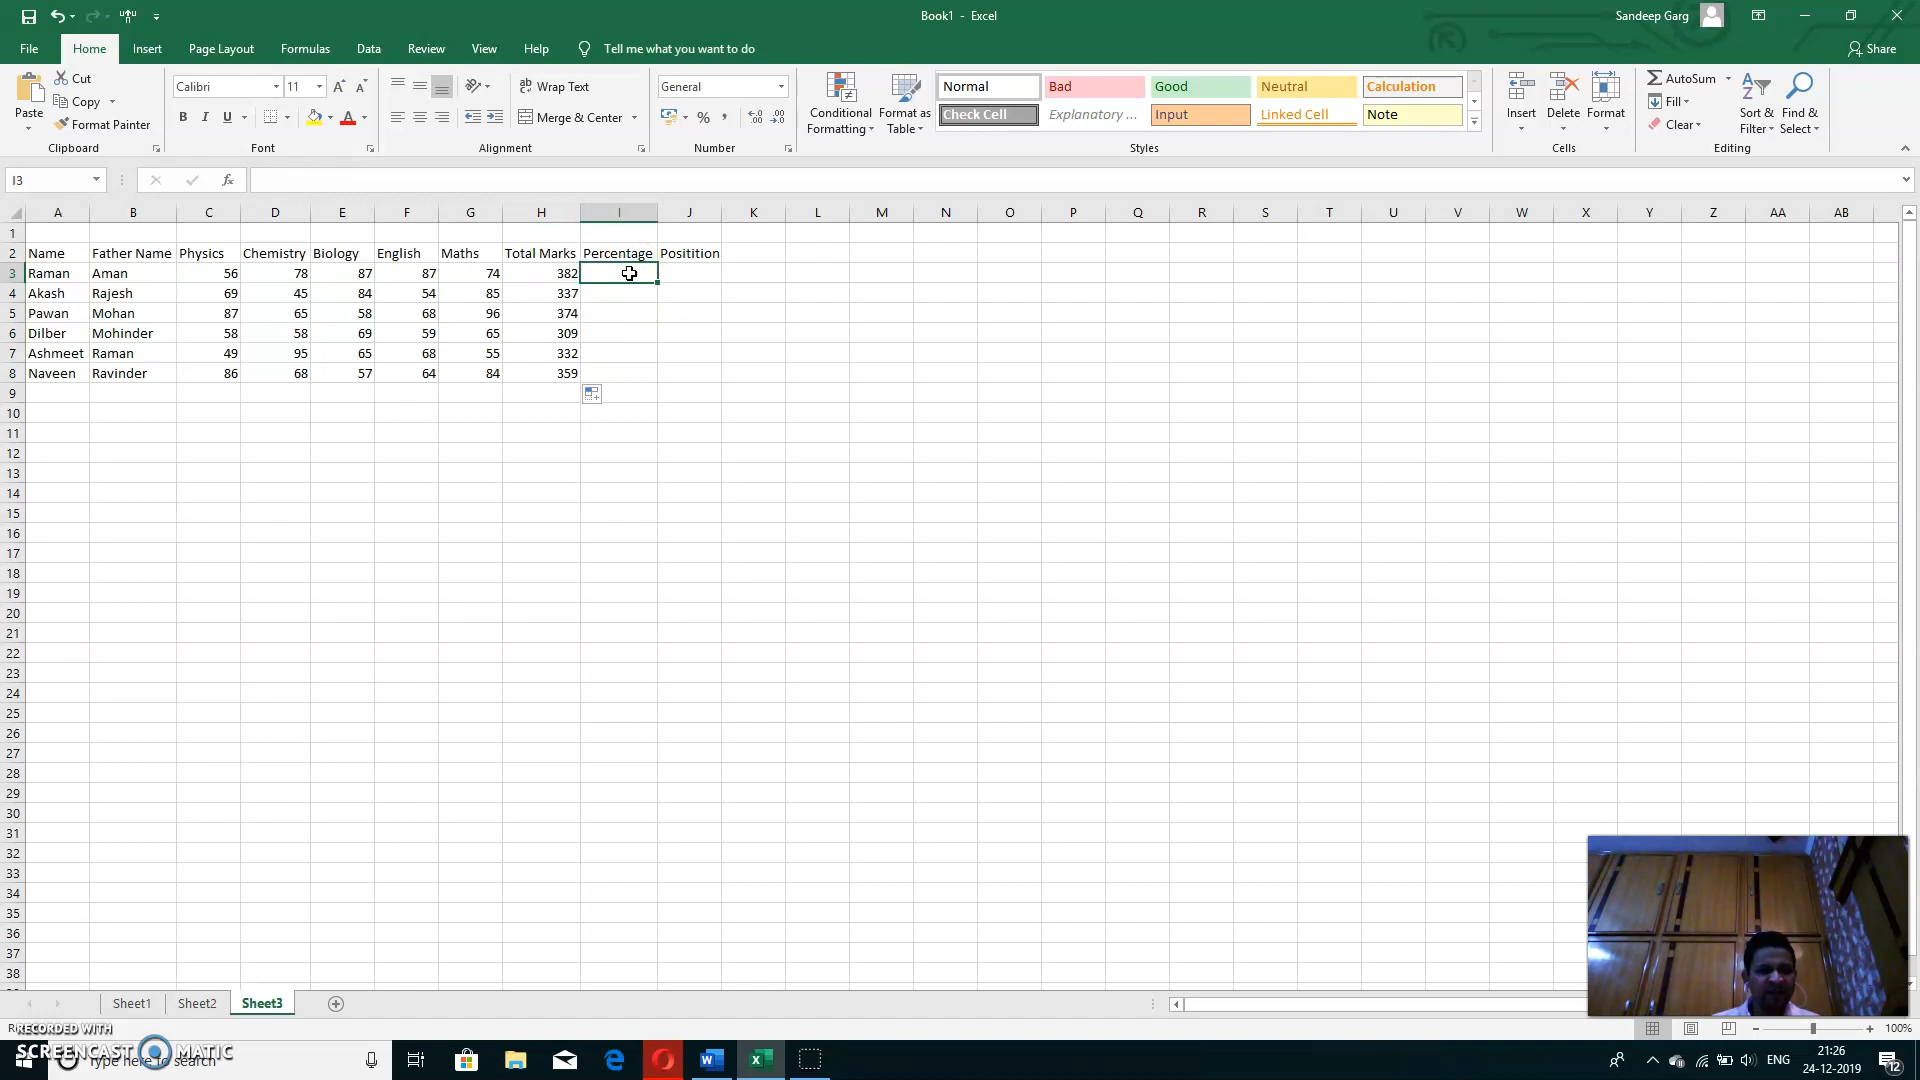 Book1 - Excel
Sandeep Garg
File Home Insert Page Layout Formulas Data Review View Help Tell me what you want to do
Share
Paste
Cut
Copy
Format Painter
Clipboard
Calibri 11
B I U
Font
Wrap Text
Merge & Center
Alignment
General
Number
Conditional Formatting
Format as Table
Normal Bad Good Neutral Calculation
Check Cell Explanatory ... Input Linked Cell Note
Styles
Insert Delete Format
Cells
AutoSum
Fill
Clear
Sort & Filter
Find & Select
Editing
I3
fx
A B C D E F G H I J K L M N O P Q R S T U V W X Y Z AA AB
1
2 Name Father Name Physics Chemistry Biology English Maths Total Marks Percentage Positition
3 Raman Aman 56 78 87 87 74 382
4 Akash Rajesh 69 45 84 54 85 337
5 Pawan Mohan 87 65 58 68 96 374
6 Dilber Mohinder 58 58 69 59 65 309
7 Ashmeet Raman 49 95 65 68 55 332
8 Naveen Ravinder 86 68 57 64 84 359
9
10
11
12
13
14
15
16
17
18
19
20
21
22
23
24
25
26
27
28
29
30
31
32
33
34
35
36
37
38
Sheet1 Sheet2 Sheet3
RECORDED WITH
100%
SCREENCAST MATIC
Type here to search
ENG
21:26
24-12-2019
12